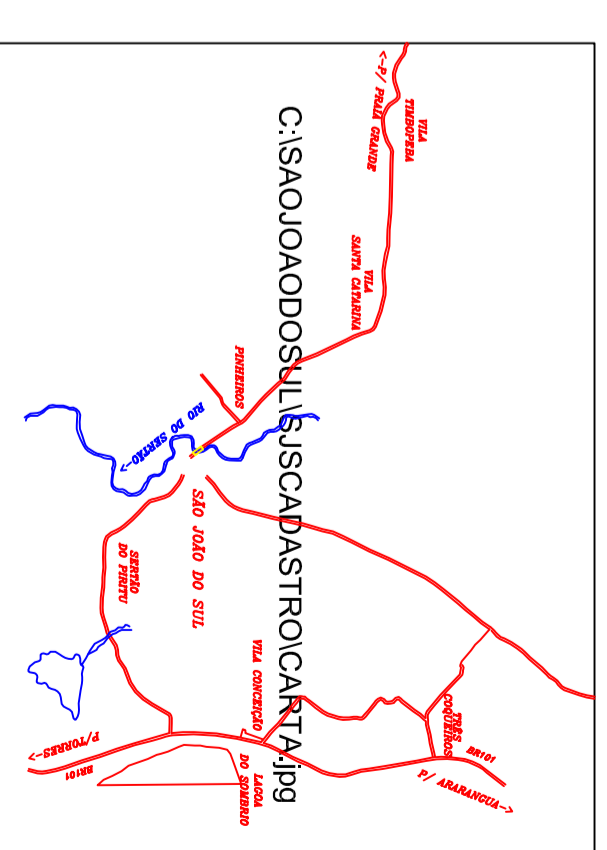 VILA
TIMBOPEBA
<-P/ PRAIA GRANDE
C:\SAOJOAODOSUL\SJSCADASTRO\CARTA.jpg
VILA
SANTA CATARINA
PINHEIROS
RIO DO SERTÃO->
SÃO JOÃO DO SUL
SERTÃO
DO PIRITU
VILA CONCEIÇÃO
TRÊS
COQUEIROS
BR101
P/ ARARANGUA->
P/TORRES->
BR101
LAGOA
DO SOMBRIO